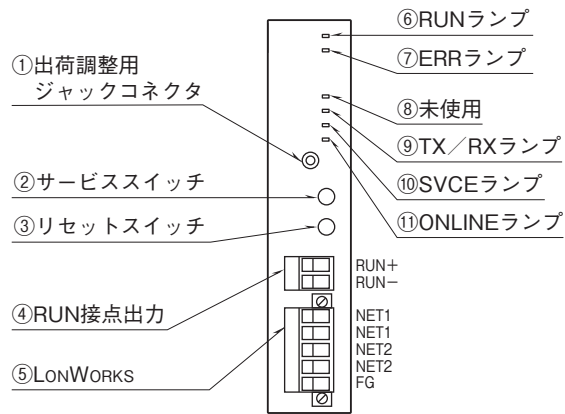 ①出荷調整用
ジャックコネクタ
②サービススイッチ
③リセットスイッチ
④RUN接点出力
⑤LONWORKS
⑥RUNランプ
⑦ERRランプ
⑧未使用
⑨TX／RXランプ
⑩SVCEランプ
⑪ONLINEランプ
RUN＋
RUN−
NET1
NET1
NET2
NET2
FG